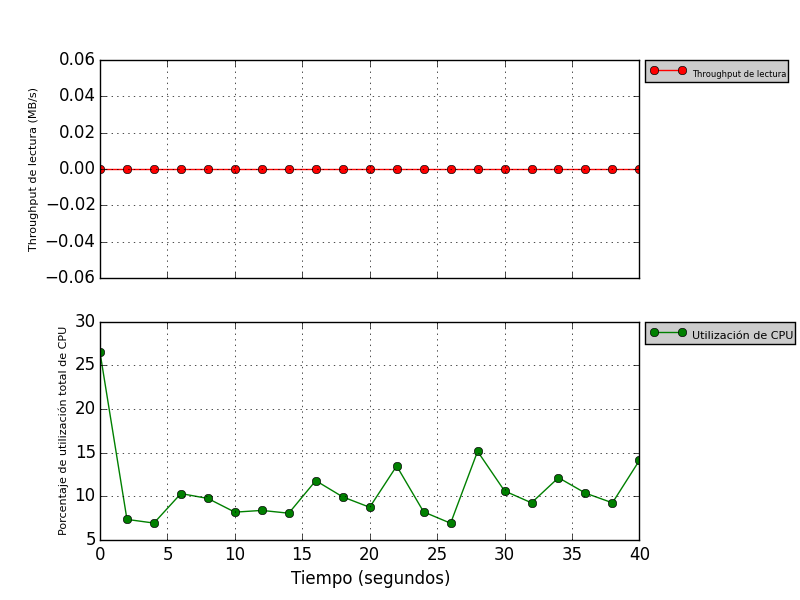 0.06
0.04
0.02
0.00
−0.02
−0.04
−0.06
Throughput de lectura (MB/s)
Throughput de lectura
30
25
20
15
10
5
Porcentaje de utilización total de CPU
Utilización de CPU
0 5 10 15 20 25 30 35 40
Tiempo (segundos)